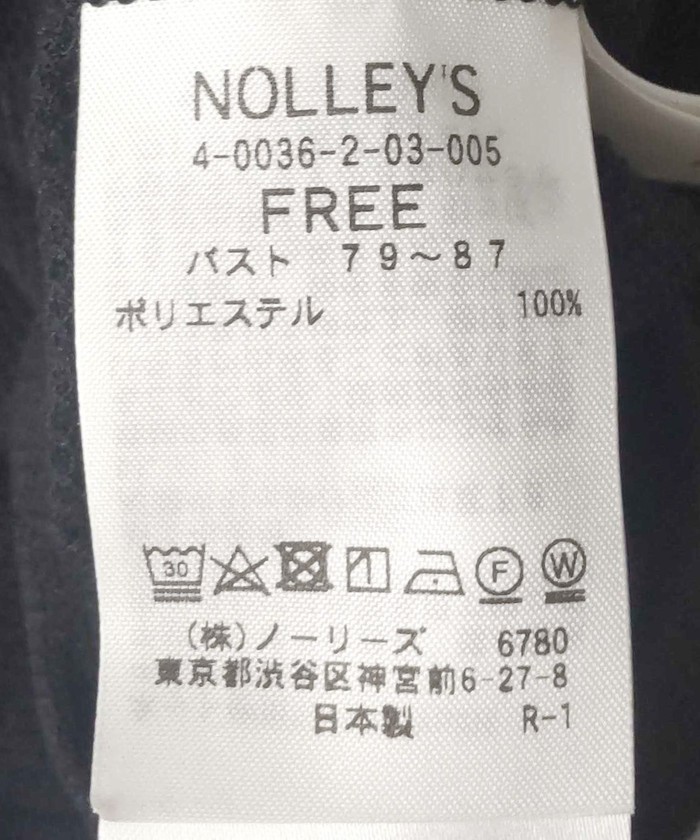 NOLLEY'S
4-0036-2-03-005
FREE
バスト 79～87
ポリエステル 100%
30 F W
(株)ノーリーズ 6780
東京都渋谷区神宮前6-27-8
日本製 R-1